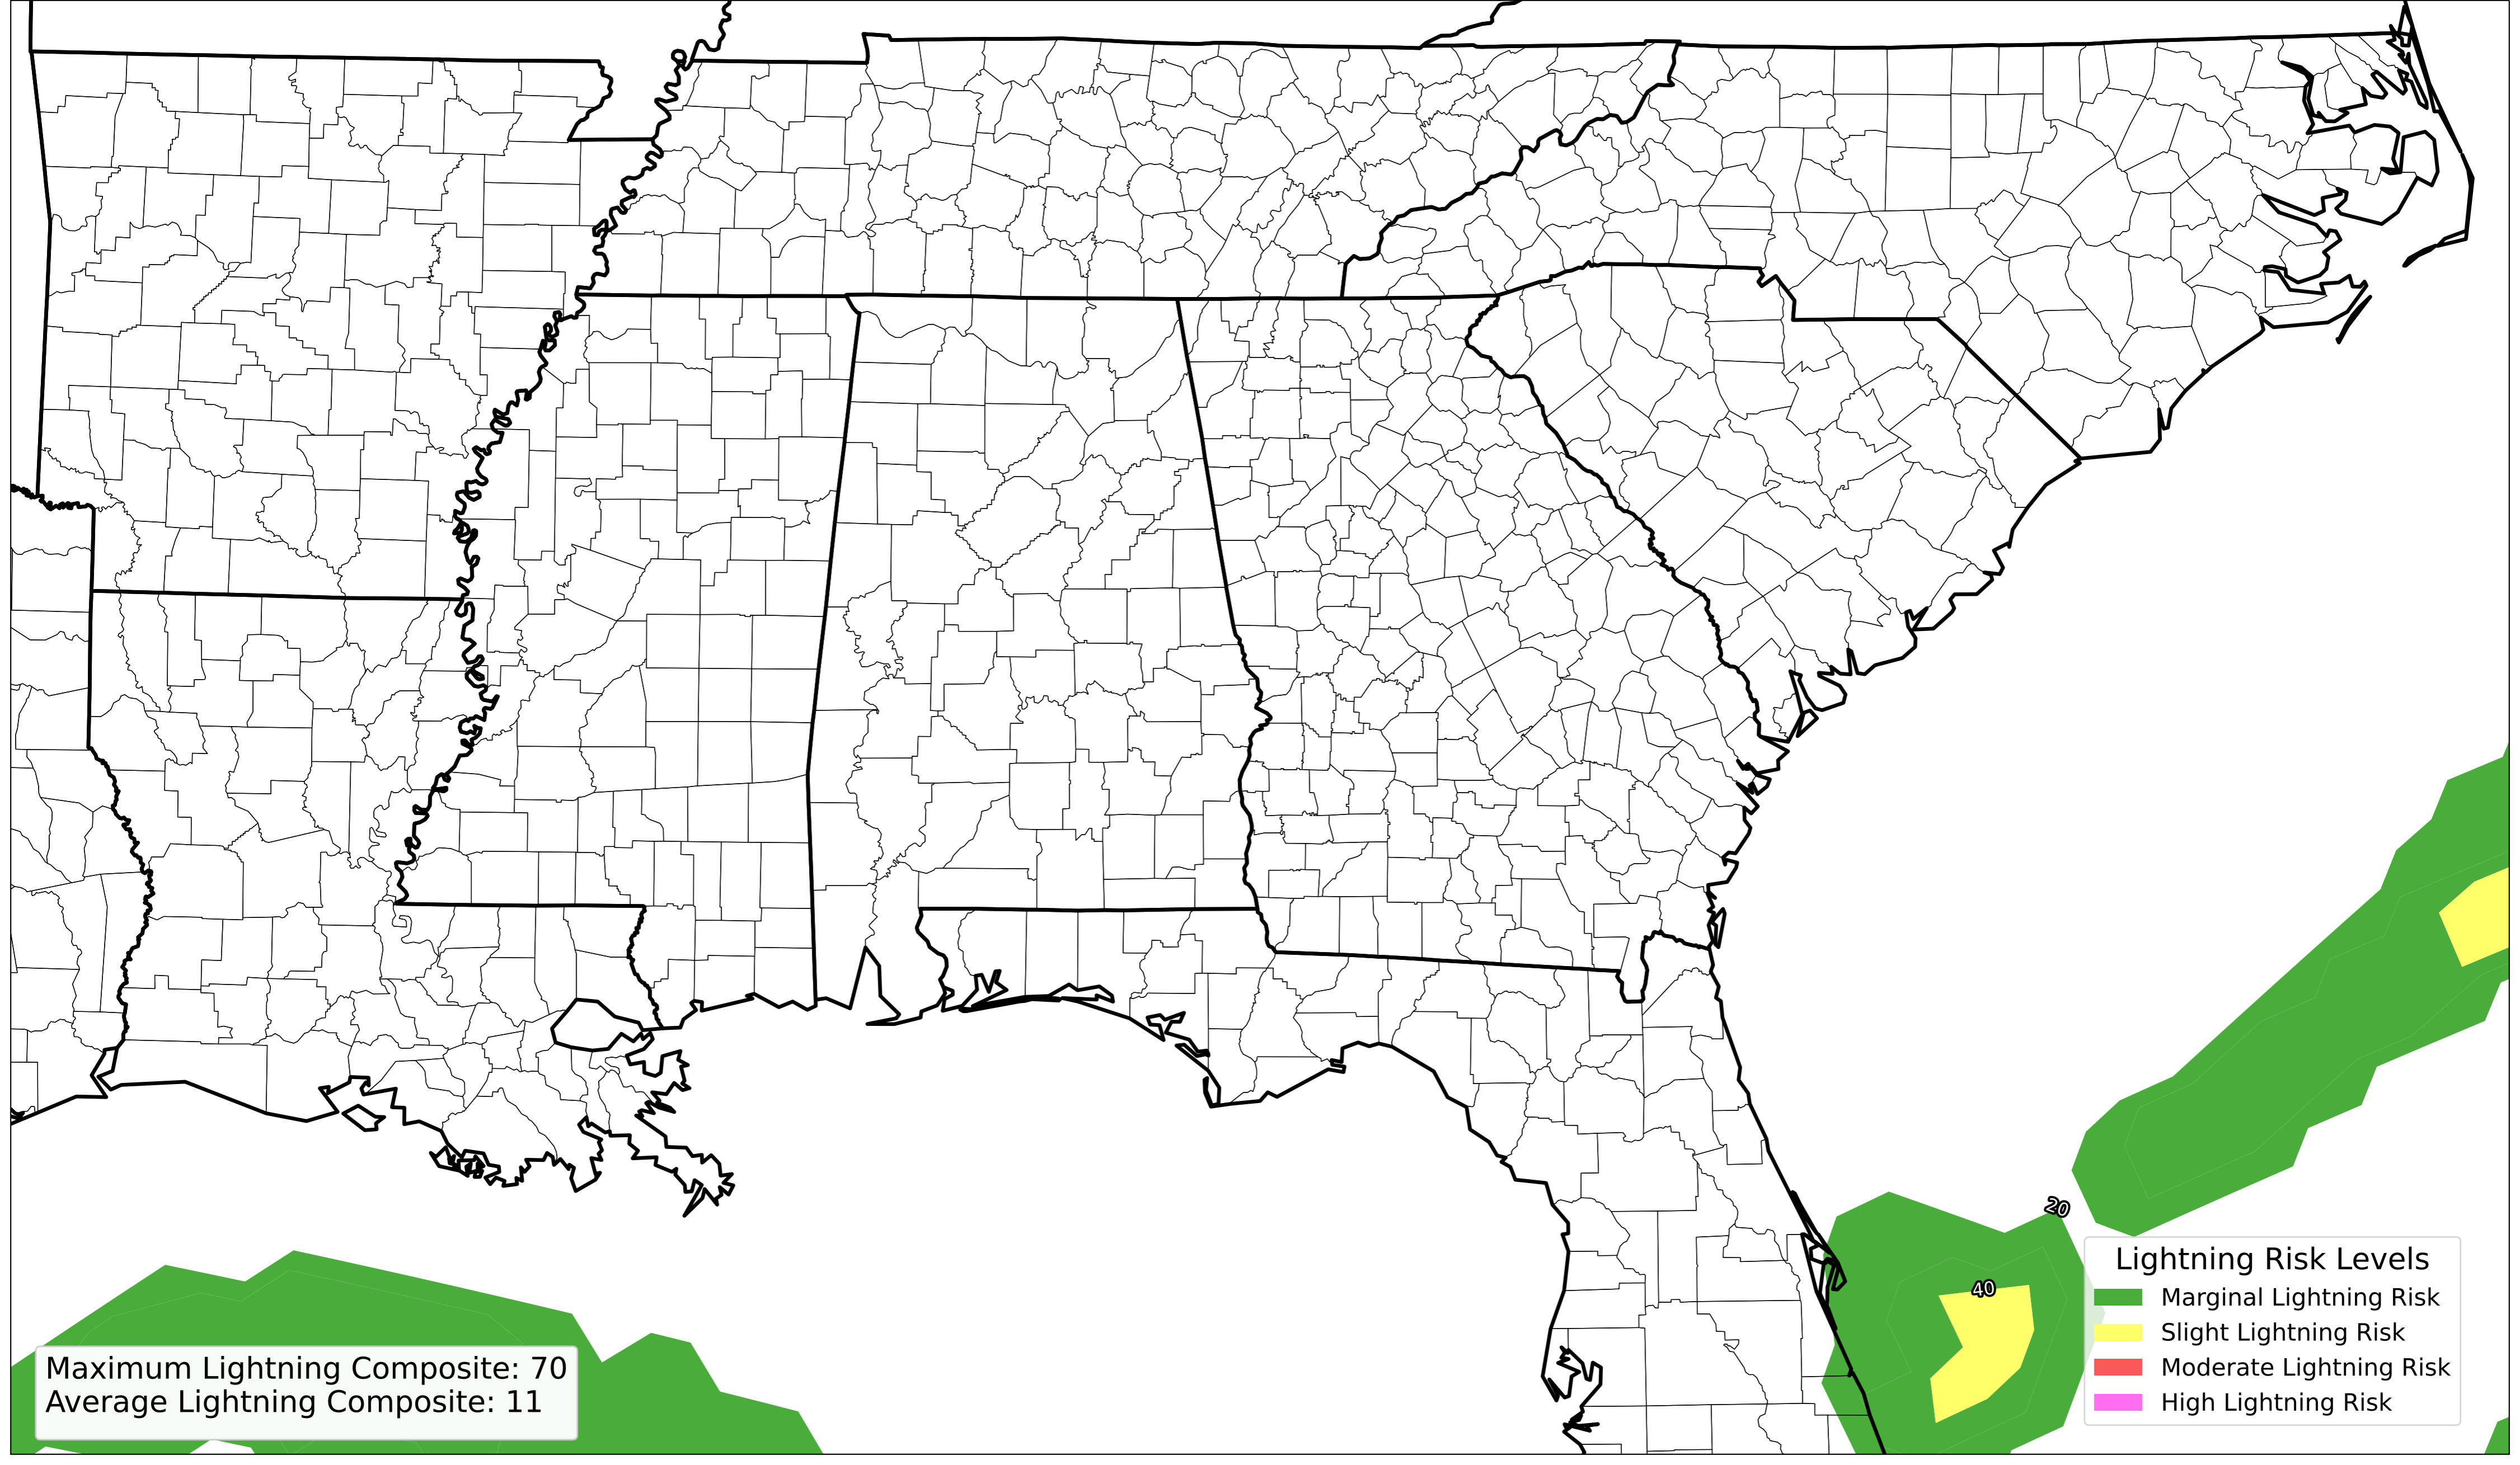 20
40
Lightning Risk Levels
Marginal Lightning Risk
Slight Lightning Risk
Moderate Lightning Risk
High Lightning Risk
Maximum Lightning Composite: 70
Average Lightning Composite: 11